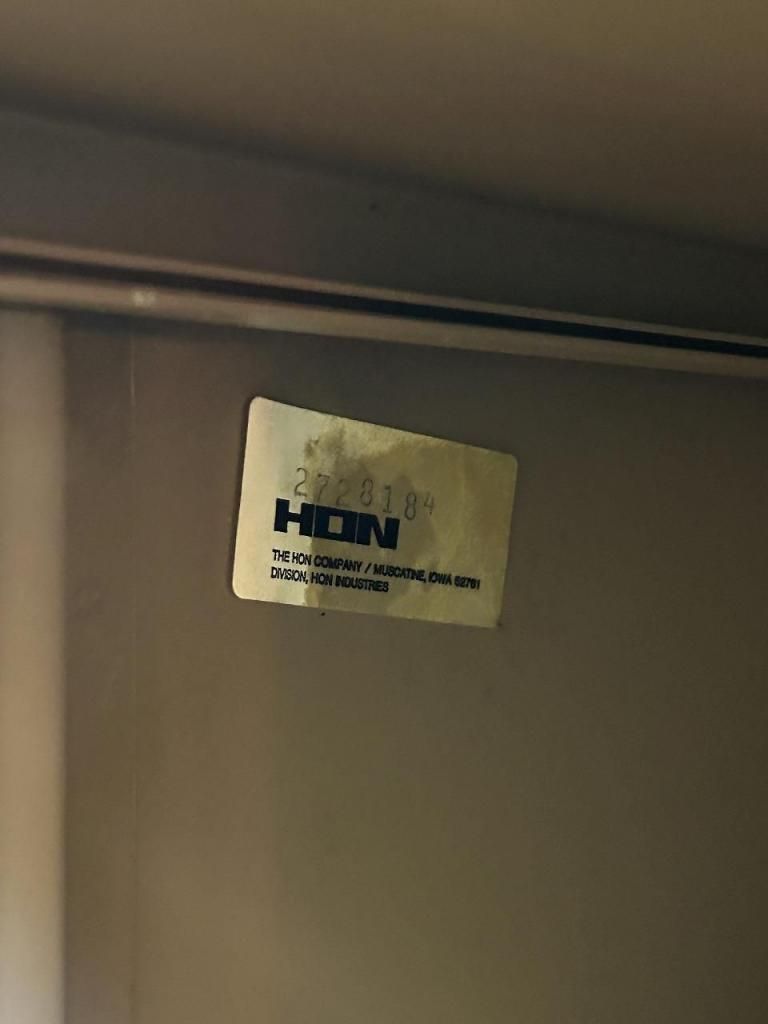 2728184
HON
THE HON COMPANY / MUSCATINE, IOWA 52761
DIVISION, HON INDUSTRIES